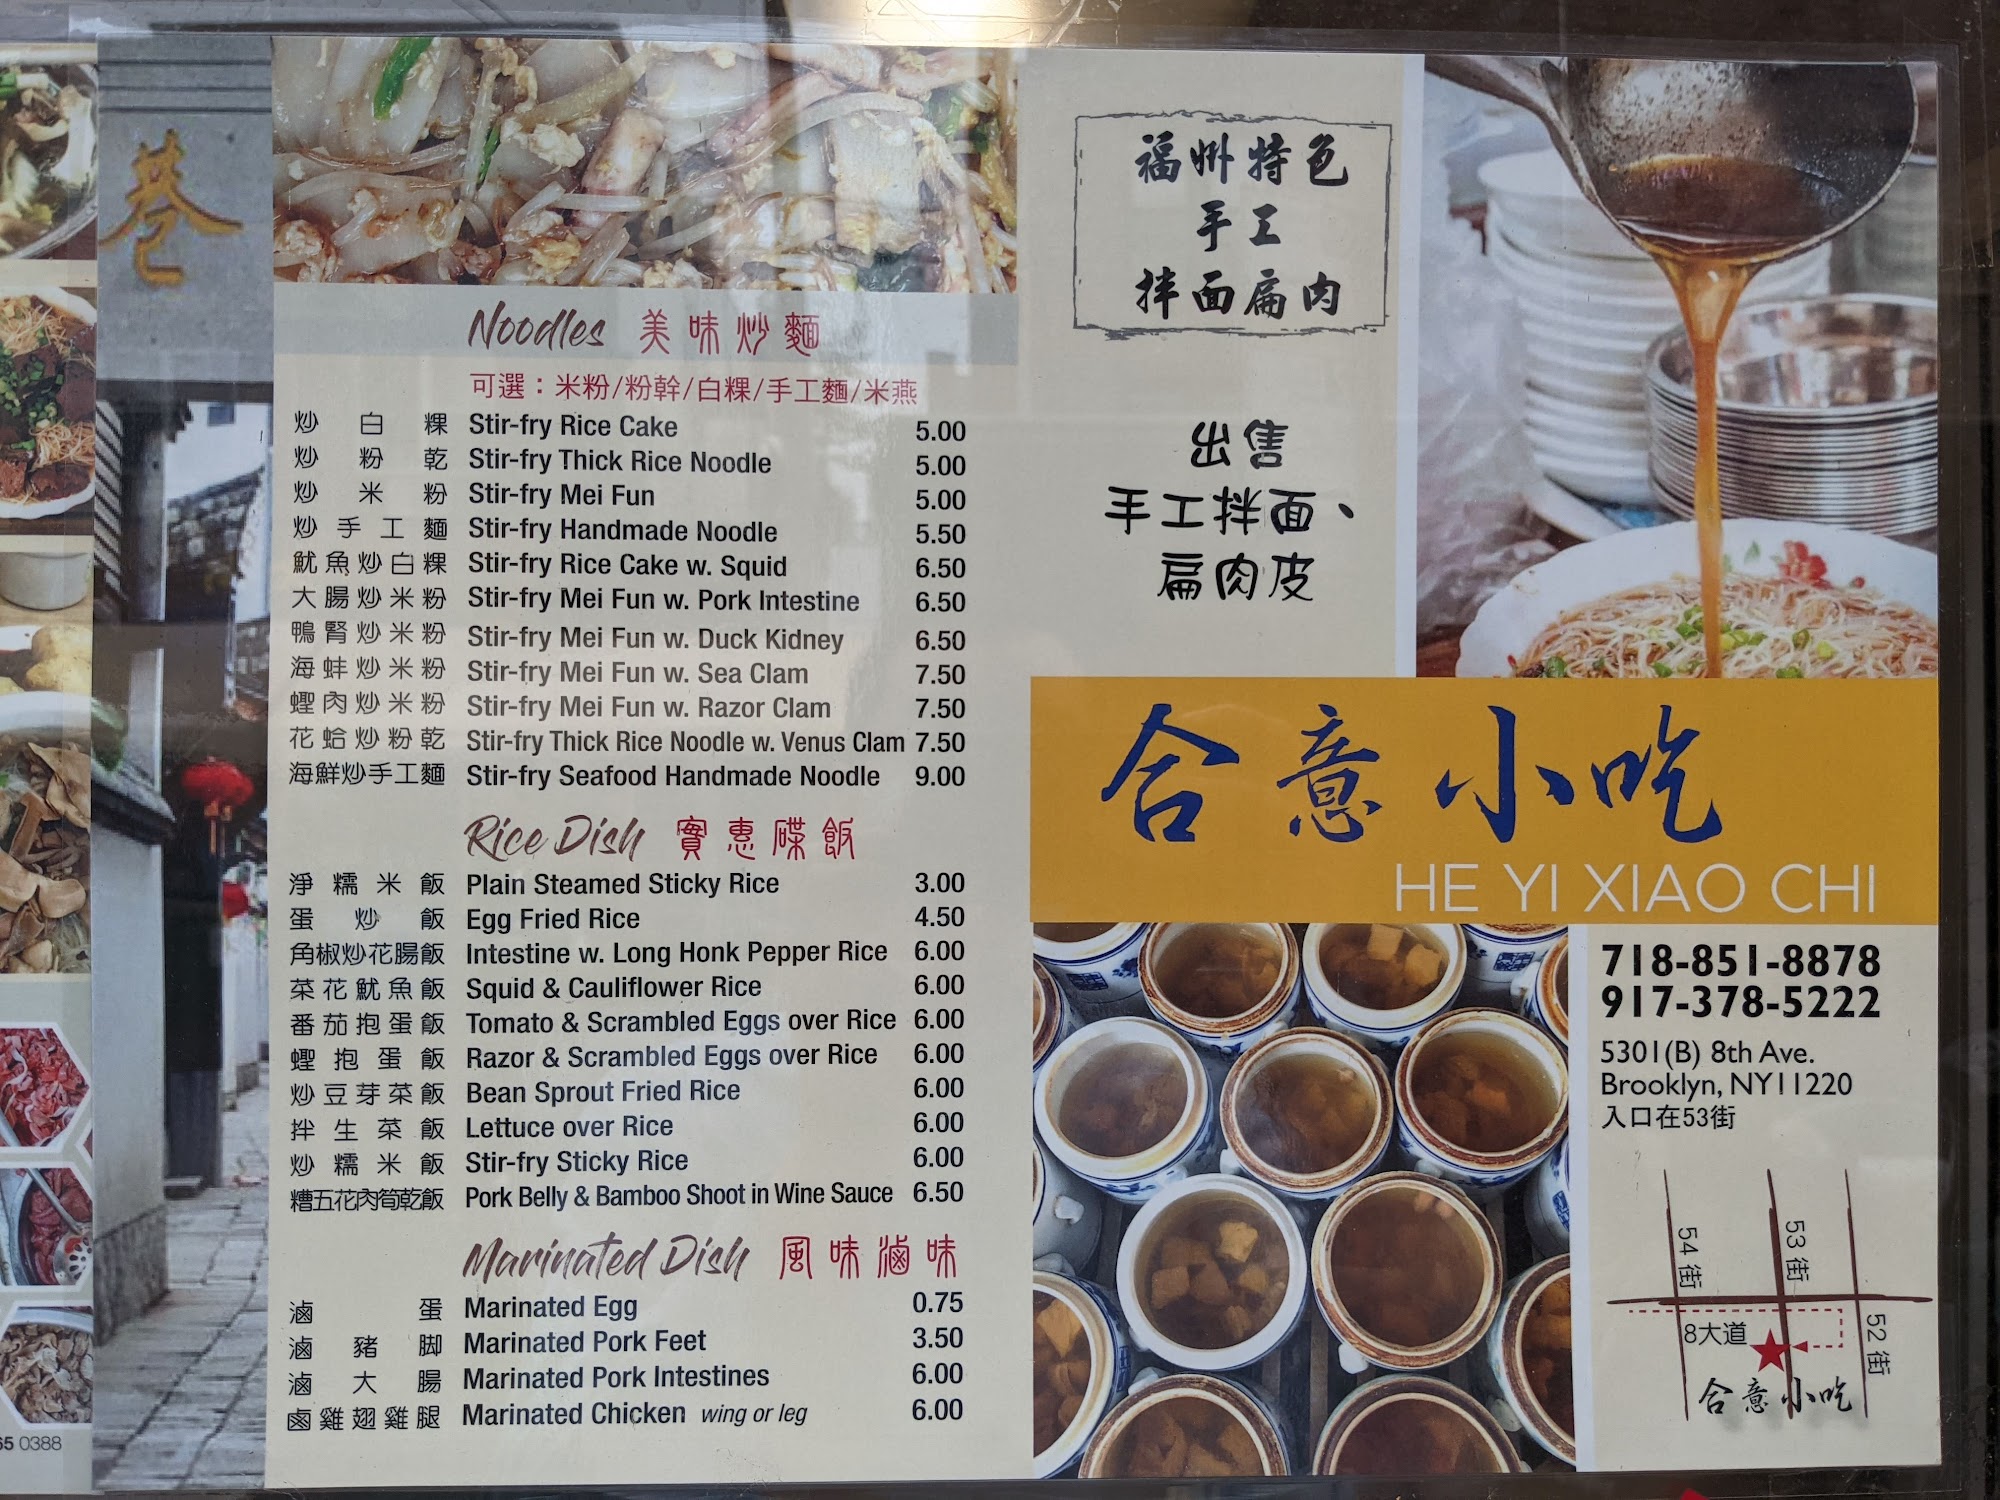 巷
Noodles 美味炒麵
可選：米粉/粉幹/白粿/手工麵/米燕
炒白粿 Stir-fry Rice Cake 5.00
炒粉乾 Stir-fry Thick Rice Noodle 5.00
炒米粉 Stir-fry Mei Fun 5.00
炒手工麵 Stir-fry Handmade Noodle 5.50
魷魚炒白粿 Stir-fry Rice Cake w. Squid 6.50
大腸炒米粉 Stir-fry Mei Fun w. Pork Intestine 6.50
鴨腎炒米粉 Stir-fry Mei Fun w. Duck Kidney 6.50
海蚌炒米粉 Stir-fry Mei Fun w. Sea Clam 7.50
蟶肉炒米粉 Stir-fry Mei Fun w. Razor Clam 7.50
花蛤炒粉乾 Stir-fry Thick Rice Noodle w. Venus Clam 7.50
海鮮炒手工麵 Stir-fry Seafood Handmade Noodle 9.00
Rice Dish 實惠碟飯
淨糯米飯 Plain Steamed Sticky Rice 3.00
蛋炒飯 Egg Fried Rice 4.50
角椒炒花腸飯 Intestine w. Long Honk Pepper Rice 6.00
菜花魷魚飯 Squid & Cauliflower Rice 6.00
番茄抱蛋飯 Tomato & Scrambled Eggs over Rice 6.00
蟶抱蛋飯 Razor & Scrambled Eggs over Rice 6.00
炒豆芽菜飯 Bean Sprout Fried Rice 6.00
拌生菜飯 Lettuce over Rice 6.00
炒糯米飯 Stir-fry Sticky Rice 6.00
糟五花肉筍乾飯 Pork Belly & Bamboo Shoot in Wine Sauce 6.50
Marinated Dish 風味滷味
滷蛋 Marinated Egg 0.75
滷豬脚 Marinated Pork Feet 3.50
滷大腸 Marinated Pork Intestines 6.00
鹵雞翅雞腿 Marinated Chicken wing or leg 6.00
福州特色
手工
拌面扁肉
出售
手工拌面、
扁肉皮
合意小吃
HE YI XIAO CHI
718-851-8878
917-378-5222
5301(B) 8th Ave.
Brooklyn, NY11220
入口在53街
54街
53街
52街
8大道
合意小吃
65 0388